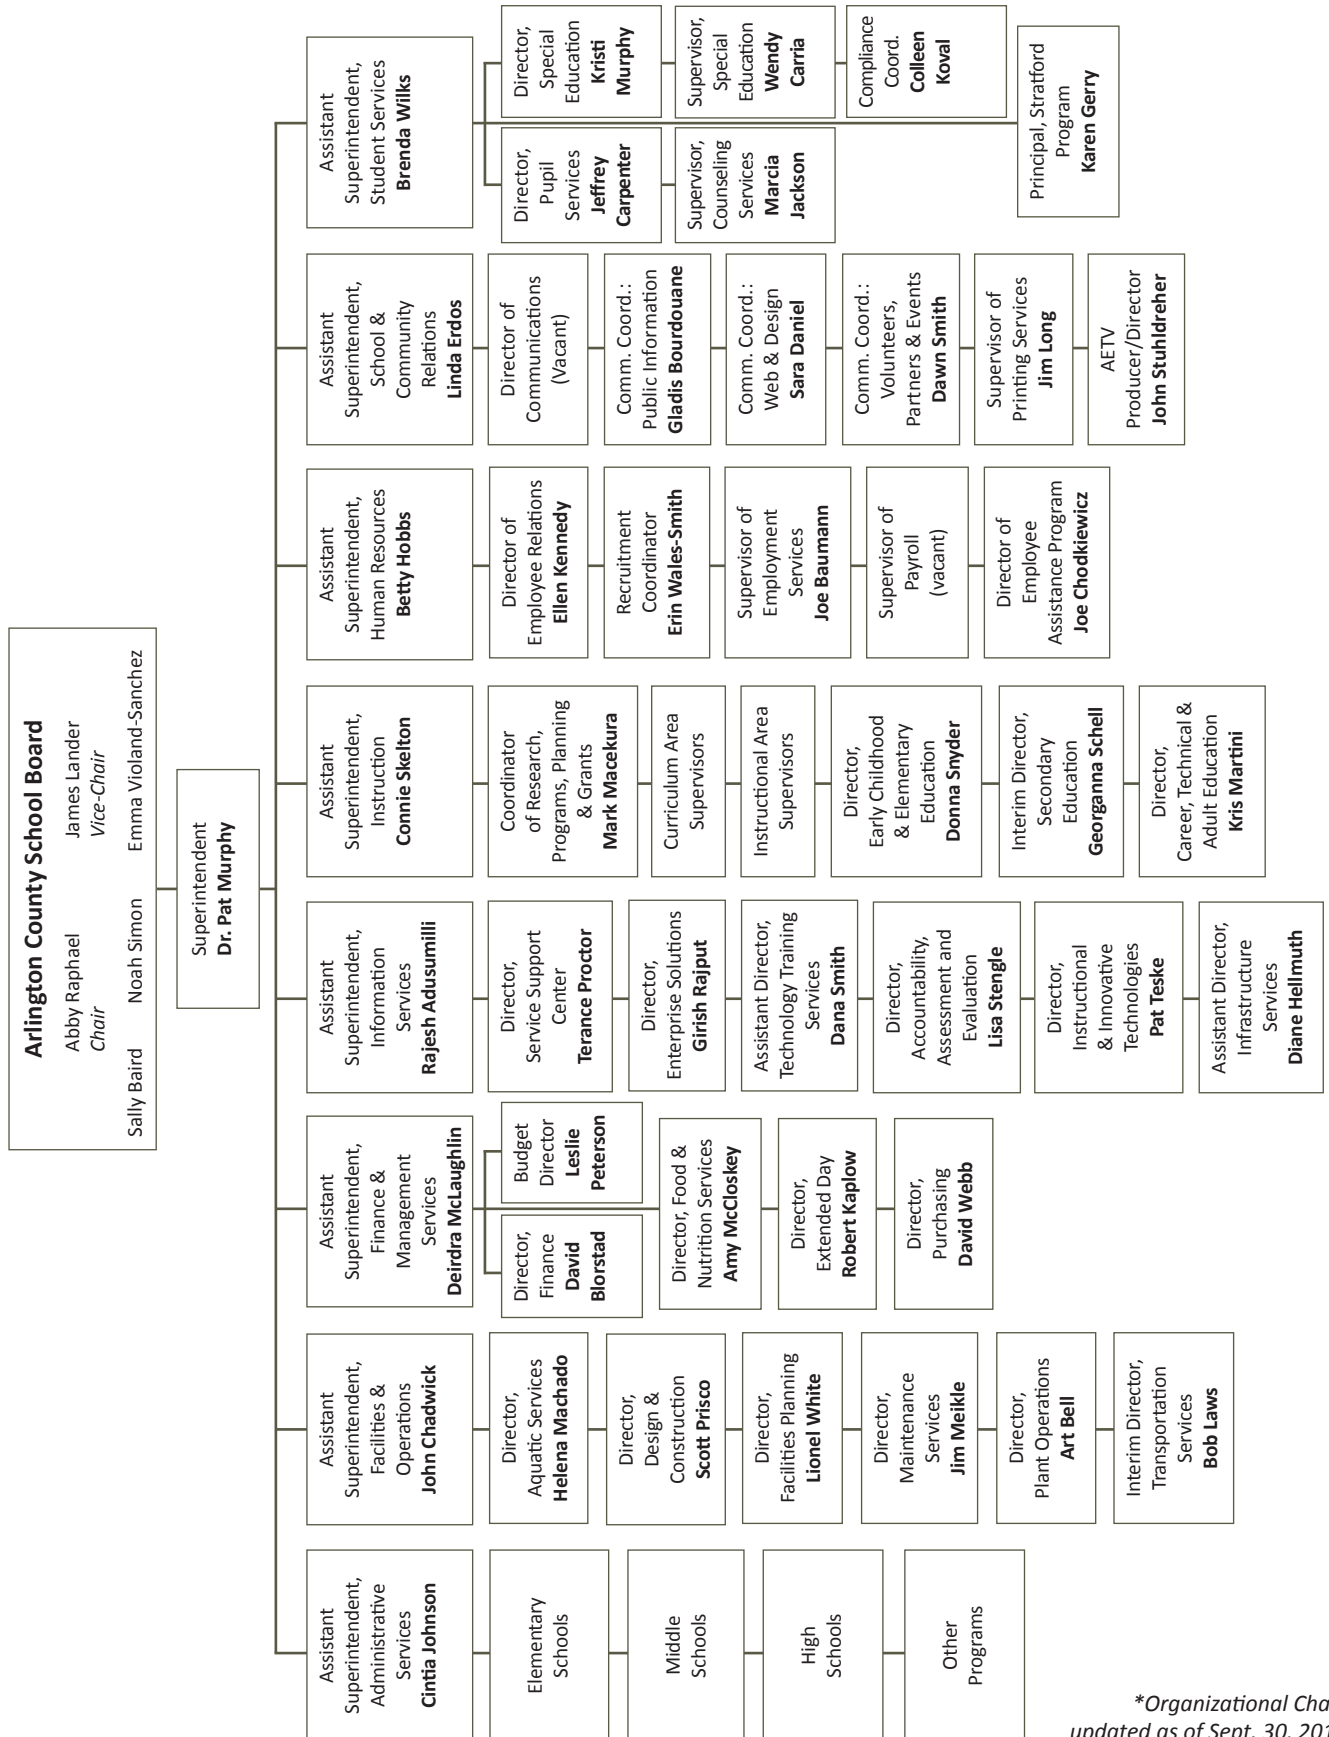 Arlington County School Board
Abby Raphael
Chair
James Lander
Vice-Chair
Sally Baird
Noah Simon
Emma Violand-Sanchez
Superintendent
Dr. Pat Murphy
Assistant
Superintendent,
Administrative
Services
Cintia Johnson
Elementary
Schools
Middle
Schools
High
Schools
Other
Programs
Assistant
Superintendent,
Facilities &
Operations
John Chadwick
Director,
Aquatic Services
Helena Machado
Director,
Design &
Construction
Scott Prisco
Director,
Facilities Planning
Lionel White
Director,
Maintenance
Services
Jim Meikle
Director,
Plant Operations
Art Bell
Interim Director,
Transportation
Services
Bob Laws
Assistant
Superintendent,
Finance &
Management
Services
Deirdra McLaughlin
Director,
Finance
David
Blorstad
Budget
Director
Leslie
Peterson
Director, Food &
Nutrition Services
Amy McCloskey
Director,
Extended Day
Robert Kaplow
Director,
Purchasing
David Webb
Assistant
Superintendent,
Information
Services
Rajesh Adusumilli
Director,
Service Support
Center
Terance Proctor
Director,
Enterprise Solutions
Girish Rajput
Assistant Director,
Technology Training
Services
Dana Smith
Director,
Accountability,
Assessment and
Evaluation
Lisa Stengle
Director,
Instructional
& Innovative
Technologies
Pat Teske
Assistant Director,
Infrastructure
Services
Diane Hellmuth
Assistant
Superintendent,
Instruction
Connie Skelton
Coordinator
of Research,
Programs, Planning
& Grants
Mark Macekura
Curriculum Area
Supervisors
Instructional Area
Supervisors
Director,
Early Childhood
& Elementary
Education
Donna Snyder
Interim Director,
Secondary
Education
Georganna Schell
Director,
Career, Technical &
Adult Education
Kris Martini
Assistant
Superintendent,
Human Resources
Betty Hobbs
Director of
Employee Relations
Ellen Kennedy
Recruitment
Coordinator
Erin Wales-Smith
Supervisor of
Employment
Services
Joe Baumann
Supervisor of
Payroll
(vacant)
Director of
Employee
Assistance Program
Joe Chodkiewicz
Assistant
Superintendent,
School &
Community
Relations
Linda Erdos
Director of
Communications
(Vacant)
Comm. Coord.:
Public Information
Gladis Bourdouane
Comm. Coord.:
Web & Design
Sara Daniel
Comm. Coord.:
Volunteers,
Partners & Events
Dawn Smith
Supervisor of
Printing Services
Jim Long
AETV
Producer/Director
John Stuhldreher
Assistant
Superintendent,
Student Services
Brenda Wilks
Director,
Pupil
Services
Jeffrey
Carpenter
Director,
Special
Education
Kristi
Murphy
Supervisor,
Counseling
Services
Marcia
Jackson
Supervisor,
Special
Education
Wendy
Carria
Compliance
Coord.
Colleen
Koval
Principal, Stratford
Program
Karen Gerry
*Organizational
updated as of Sept. 30,